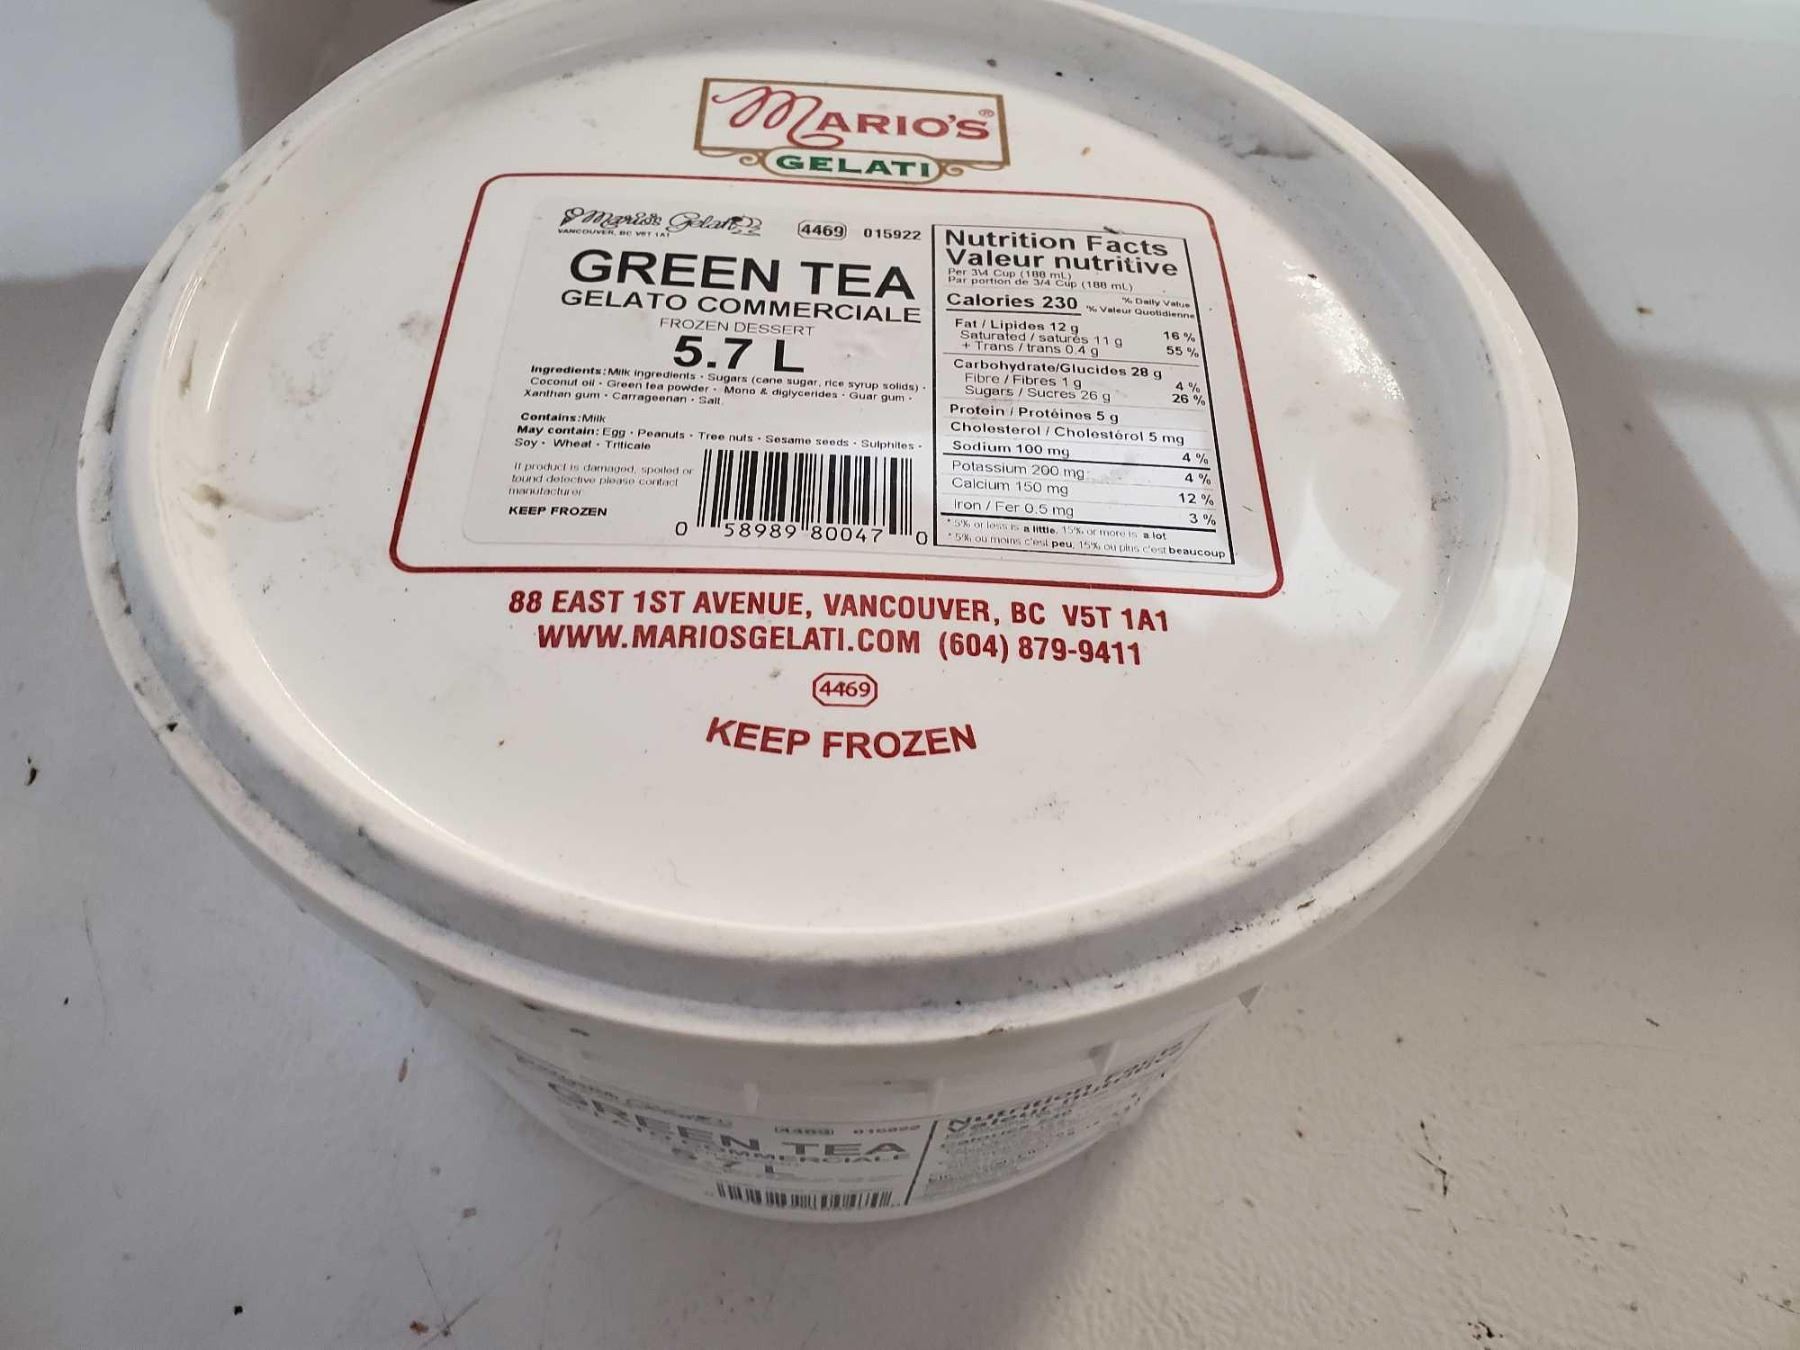 MARIO'S®
GELATI
Mario's Gelati
4469 015922
VANCOUVER, BC V5T 1A1
GREEN TEA
GELATO COMMERCIALE
FROZEN DESSERT
5.7 L
Ingredients: Milk ingredients · Sugars (cane sugar, rice syrup solids) ·
Coconut oil · Green tea powder · Mono & diglycerides · Guar gum ·
Xanthan gum · Carrageenan · Salt.
Contains: Milk
May contain: Egg · Peanuts · Tree nuts · Sesame seeds · Sulphites ·
Soy · Wheat · Triticale
If product is damaged, spoiled or
found defective please contact
manufacturer
KEEP FROZEN
0 58989 80047 0
Nutrition Facts
Valeur nutritive
Per 3/4 Cup (188 mL)
Par portion de 3/4 Cup (188 mL)
Calories 230
% Daily Value
% Valeur Quotidienne
Fat / Lipides 12 g 16 %
Saturated / saturés 11 g 55 %
+ Trans / trans 0.4 g
Carbohydrate/Glucides 28 g
Fibre / Fibres 1 g 4 %
Sugars / Sucres 26 g 26 %
Protein / Protéines 5 g
Cholesterol / Cholestérol 5 mg
Sodium 100 mg 4 %
Potassium 200 mg 4 %
Calcium 150 mg 12 %
Iron / Fer 0.5 mg 3 %
* 5% or less is a little, 15% or more is a lot
* 5% ou moins c'est peu, 15% ou plus c'est beaucoup
88 EAST 1ST AVENUE, VANCOUVER, BC V5T 1A1
WWW.MARIOSGELATI.COM (604) 879-9411
4469
KEEP FROZEN
4469 015922
GREEN TEA
GELATO COMMERCIALE
5.7 L
Nutrition Facts